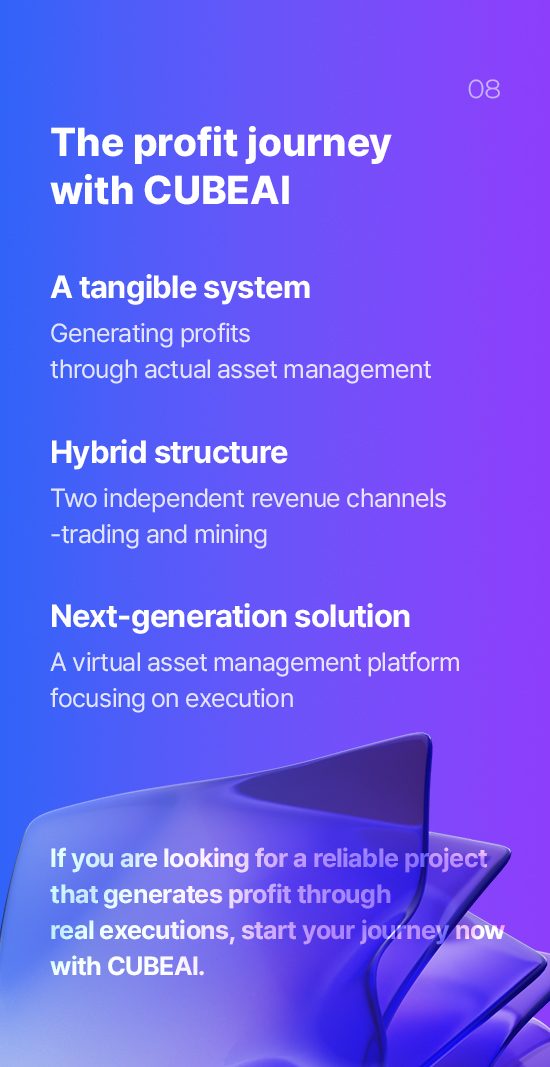 08
The profit journey
with CUBEAI
A tangible system
Generating profits
through actual asset management
Hybrid structure
Two independent revenue channels
-trading and mining
Next-generation solution
A virtual asset management platform
focusing on execution
If you are looking for a reliable project
that generates profit through
real executions, start your journey now
with CUBEAI.